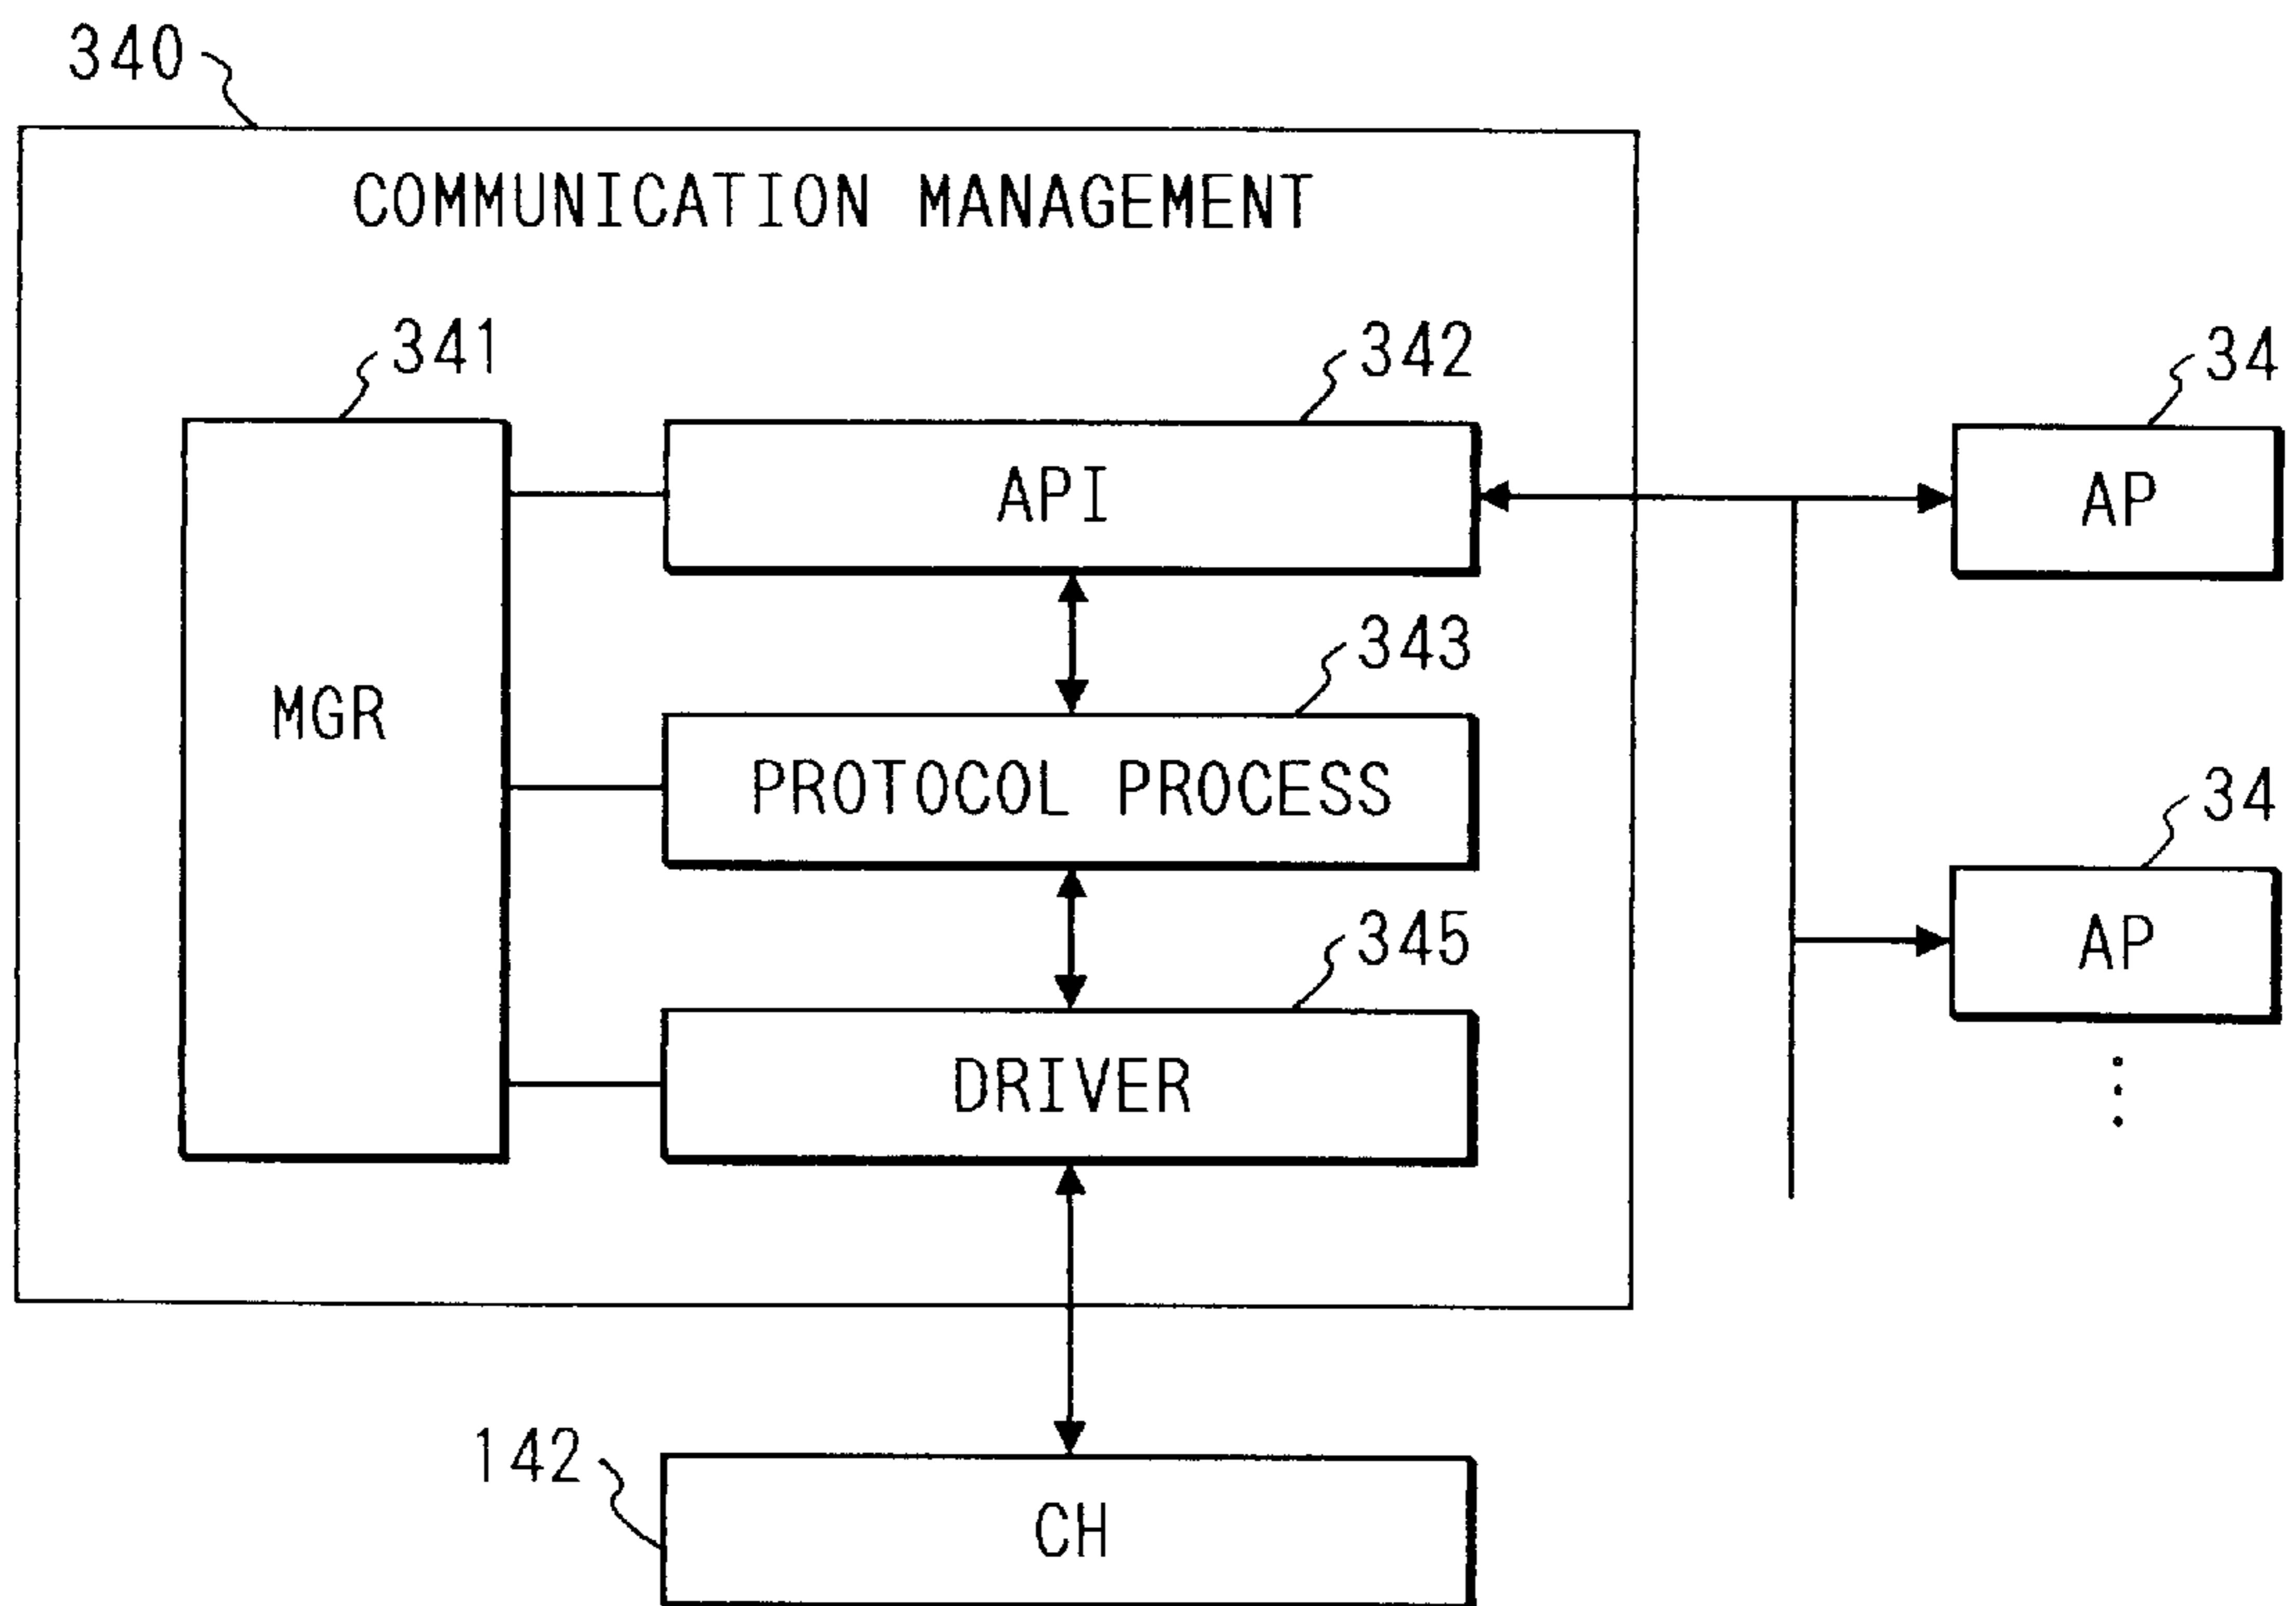 340
COMMUNICATION MANAGEMENT
341
342
34
API
AP
343
MGR
PROTOCOL PROCESS
34
345
AP
DRIVER
142
CH